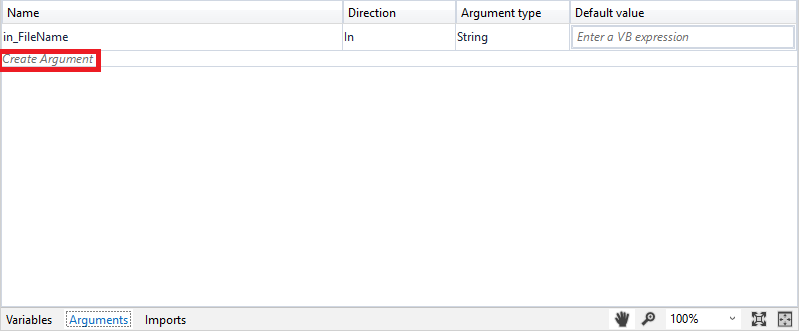 Name Direction Argument type Default value
in_FileName In String Enter a VB expression
Create Argument
Variables Arguments Imports 100%